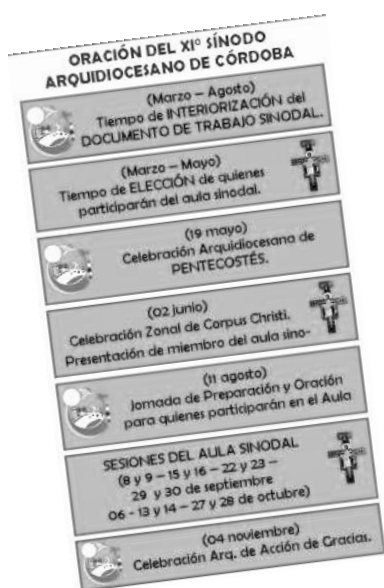 ORACIÓN DEL XIº SÍNODO
ARQUIDIOCESANO DE CÓRDOBA
(Marzo – Agosto)
Tiempo de INTERIORIZACIÓN del
DOCUMENTO DE TRABAJO SINODAL.
(Marzo – Mayo)
Tiempo de ELECCIÓN de quienes
participarán del aula sinodal.
(19 mayo)
Celebración Arquidiocesana de
PENTECOSTÉS.
(02 Junio)
Celebración Zonal de Corpus Christi.
Presentación de miembro del aula sino-
(11 agosto)
Jornada de Preparación y Oración
para quienes participarán en el Aula
SESIONES DEL AULA SINODAL
(8 y 9 – 15 y 16 – 22 y 23 –
29 y 30 de septiembre
06 - 13 y 14 – 27 y 28 de octubre)
(04 noviembre)
Celebración Arq. de Acción de Gracias.